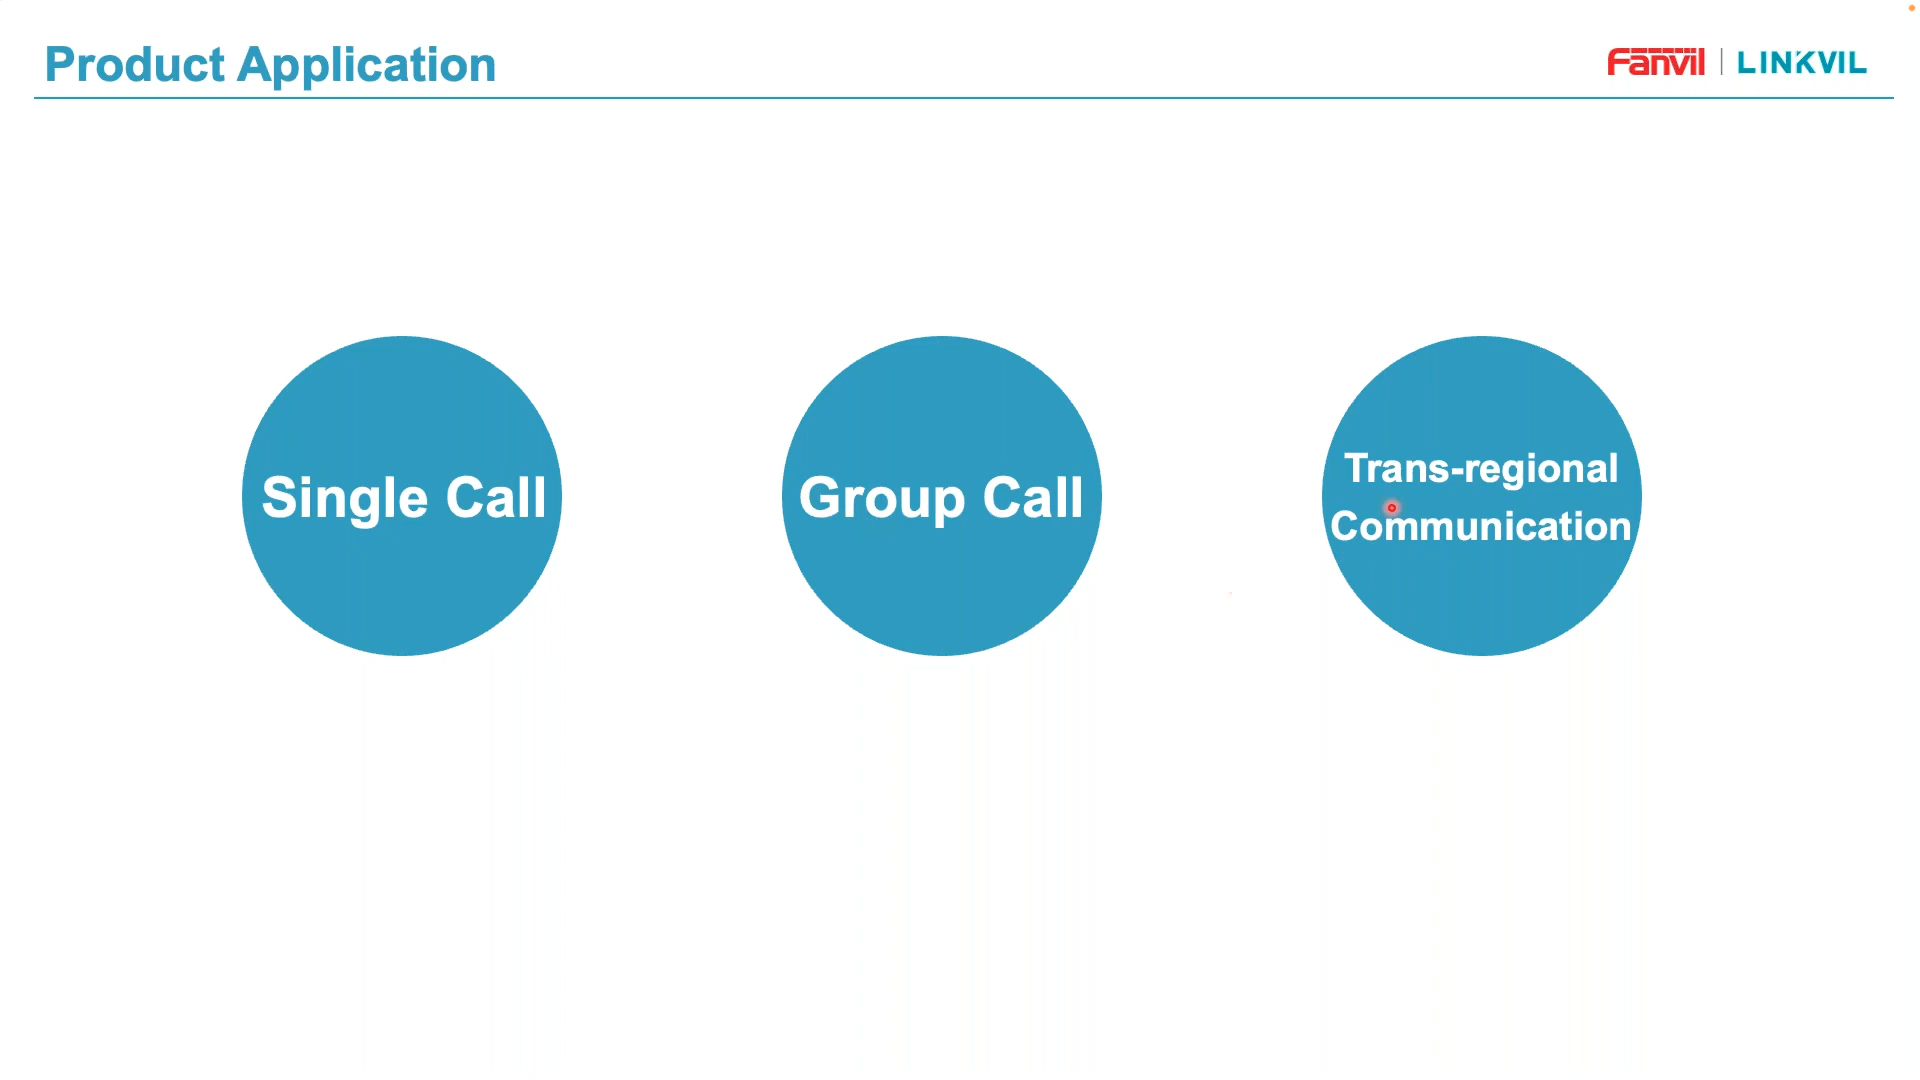 Product Application
Fanvil | LINKVIL
Single Call
Group Call
Trans-regional
Communication